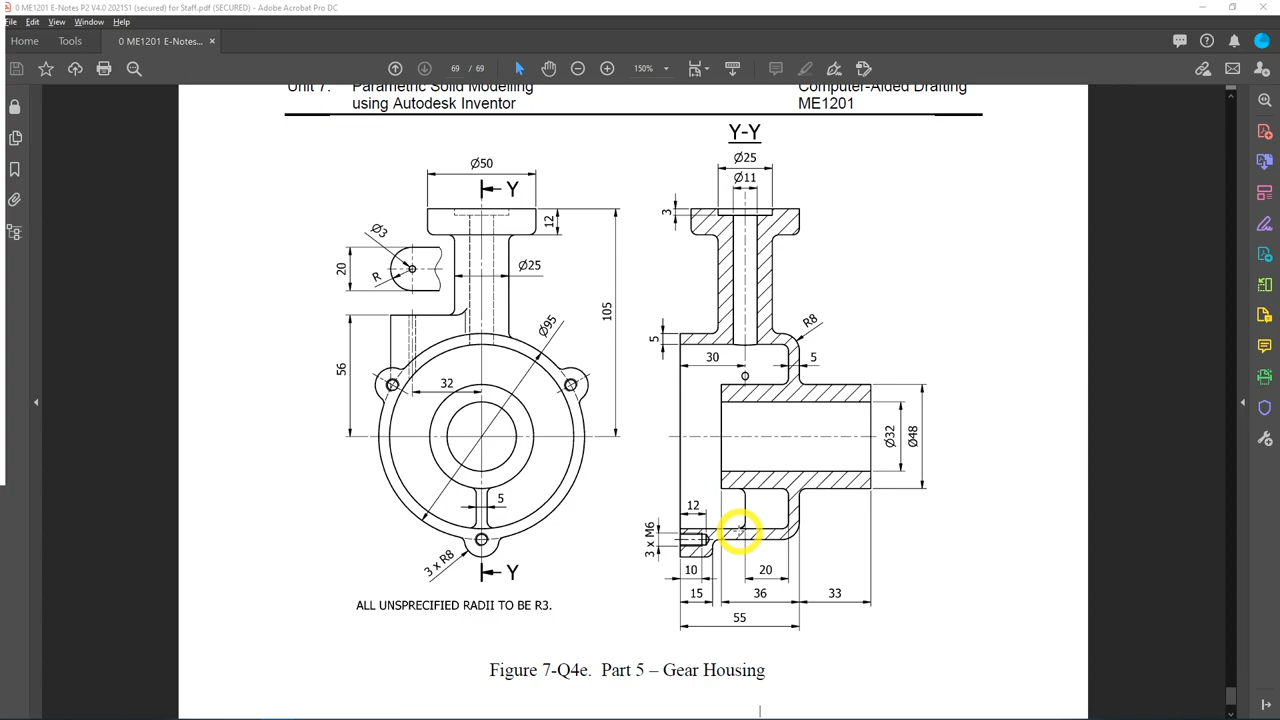 0 ME1201 E-Notes P2 V4.0 2021S1 (secured) for Staff.pdf (SECURED) - Adobe Acrobat Pro DC
File Edit View Window Help
Home Tools 0 ME1201 E-Notes... ×
69 / 69 150%
Unit 7: Parametric Solid Modelling Computer-Aided Drafting
using Autodesk Inventor ME1201
Y-Y
Ø50
Ø25
Y
Ø11
12
3
Ø3
20
R
Ø25
105
Ø95
R8
5
56
30
5
32
Ø32
Ø48
5
12
3 x M6
3 x R8
Y
10
20
15
36
33
55
ALL UNSPECIFIED RADII TO BE R3.
Figure 7-Q4e. Part 5 – Gear Housing